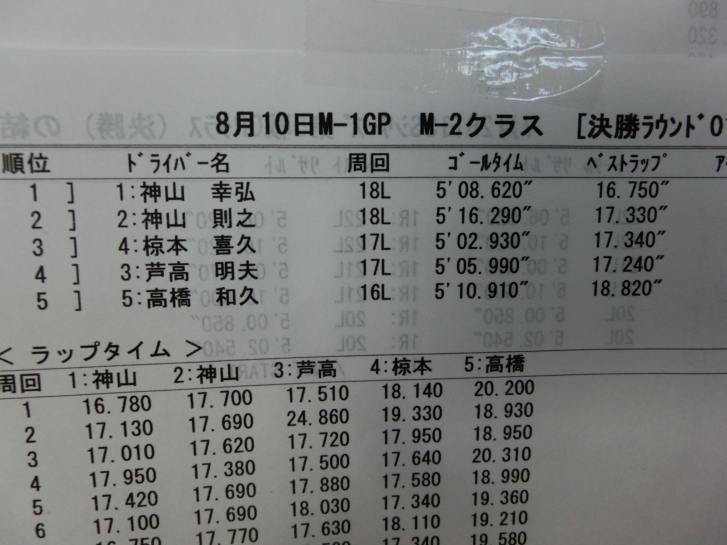 8月10日M-1GP M-2クラス [決勝ﾗｳﾝﾄﾞ0
順位 ﾄﾞﾗｲﾊﾞｰ名 周回 ｺﾞｰﾙﾀｲﾑ ﾍﾞｽﾄﾗｯﾌﾟ ｱ
1 ] 1:神山 幸弘 18L 5'08.620" 16.750"
2 ] 2:神山 則之 18L 5'16.290" 17.330"
3 ] 4:椋本 喜久 17L 5'02.930" 17.340"
4 ] 3:芦高 明夫 17L 5'05.990" 17.240"
5 ] 5:高橋 和久 16L 5'10.910" 18.820"
< ラップタイム >
周回 1:神山 2:神山 3:芦高 4:椋本 5:高橋
1 16.780 17.700 17.510 18.140 20.200
2 17.130 17.690 24.860 19.330 18.930
3 17.010 17.620 17.720 17.950 18.950
4 17.950 17.380 17.500 17.640 20.310
5 17.420 17.690 17.880 17.580 18.990
6 17.100 17.690 18.030 17.340 19.360
16.750 17.770 17.630 18.110 19.210
17.340 19.580